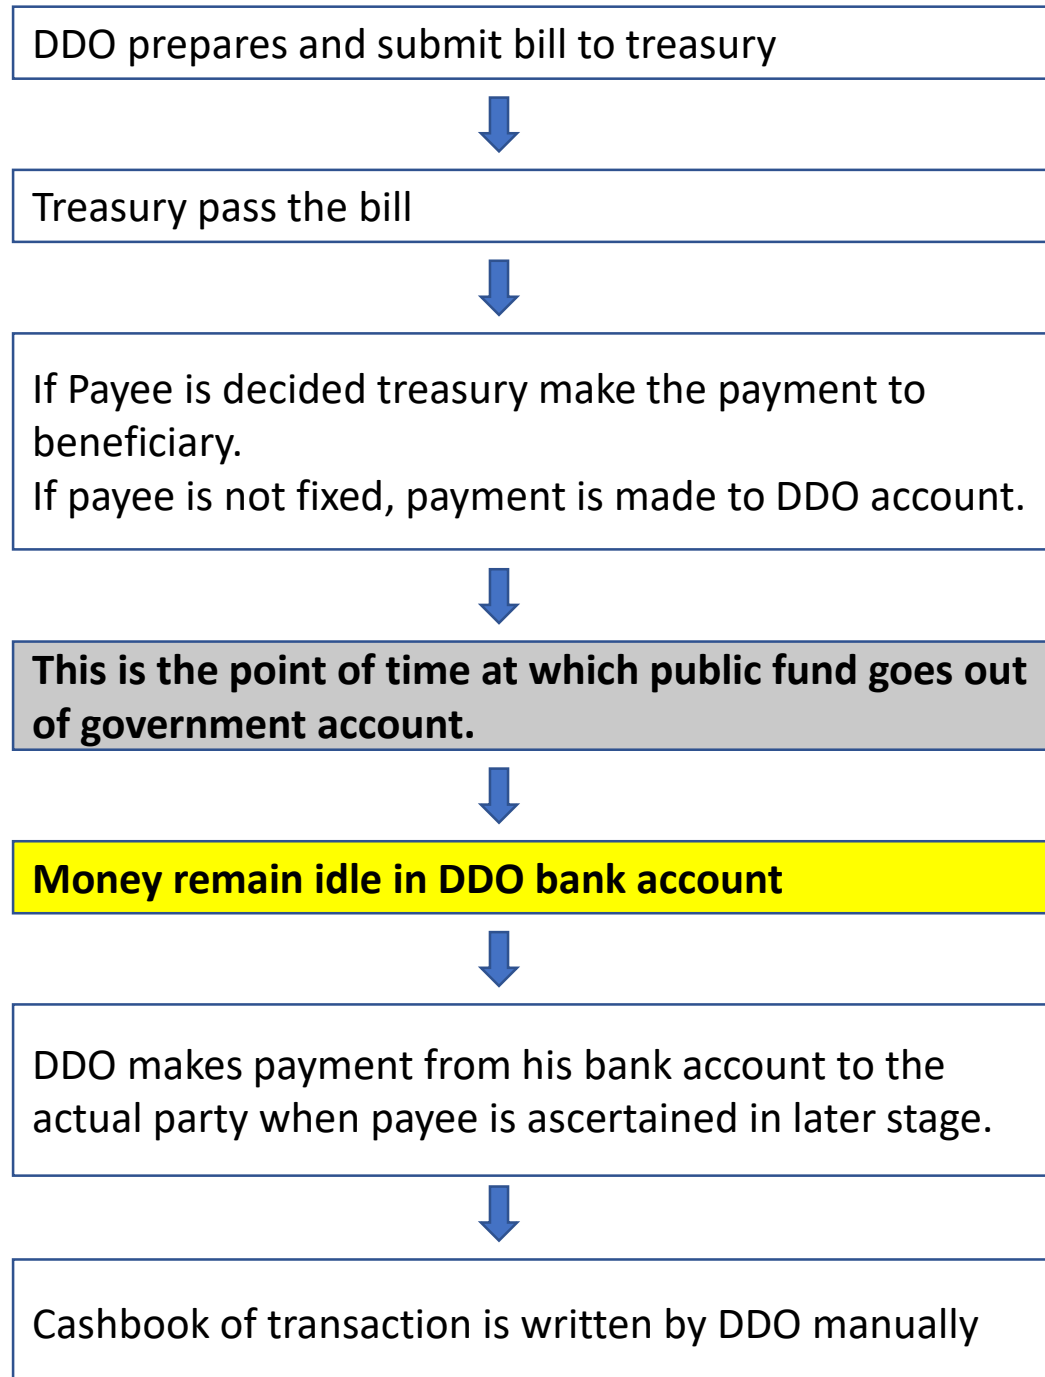 DDO prepares and submit bill to treasury
Treasury pass the bill
If Payee is decided treasury make the payment to
beneficiary.
If payee is not fixed, payment is made to DDO account.
This is the point of time at which public fund goes out
of government account.
Money remain idle in DDO bank account
DDO makes payment from his bank account to the
actual party when payee is ascertained in later stage.
Cashbook of transaction is written by DDO manually